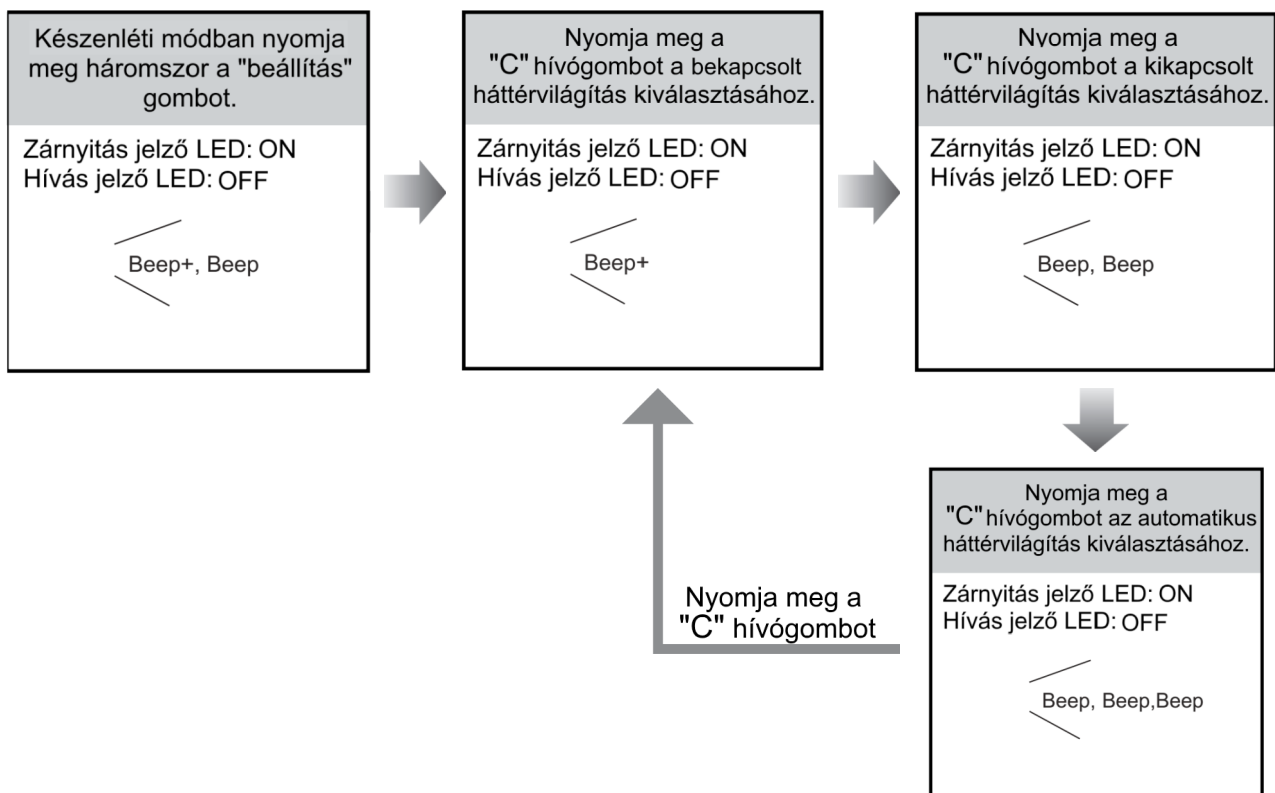 Készenléti módban nyomja
meg háromszor a "beállítás"
gombot.
Zárnyitás jelző LED: ON
Hívás jelző LED: OFF
Beep+, Beep
Nyomja meg a
"C" hívógombot a bekapcsolt
háttérvilágítás kiválasztásához.
Zárnyitás jelző LED: ON
Hívás jelző LED: OFF
Beep+
Nyomja meg a
"C" hívógombot a kikapcsolt
háttérvilágítás kiválasztásához.
Zárnyitás jelző LED: ON
Hívás jelző LED: OFF
Beep, Beep
Nyomja meg a
"C" hívógombot az automatikus
háttérvilágítás kiválasztásához.
Zárnyitás jelző LED: ON
Hívás jelző LED: OFF
Beep, Beep,Beep
Nyomja meg a
"C" hívógombot